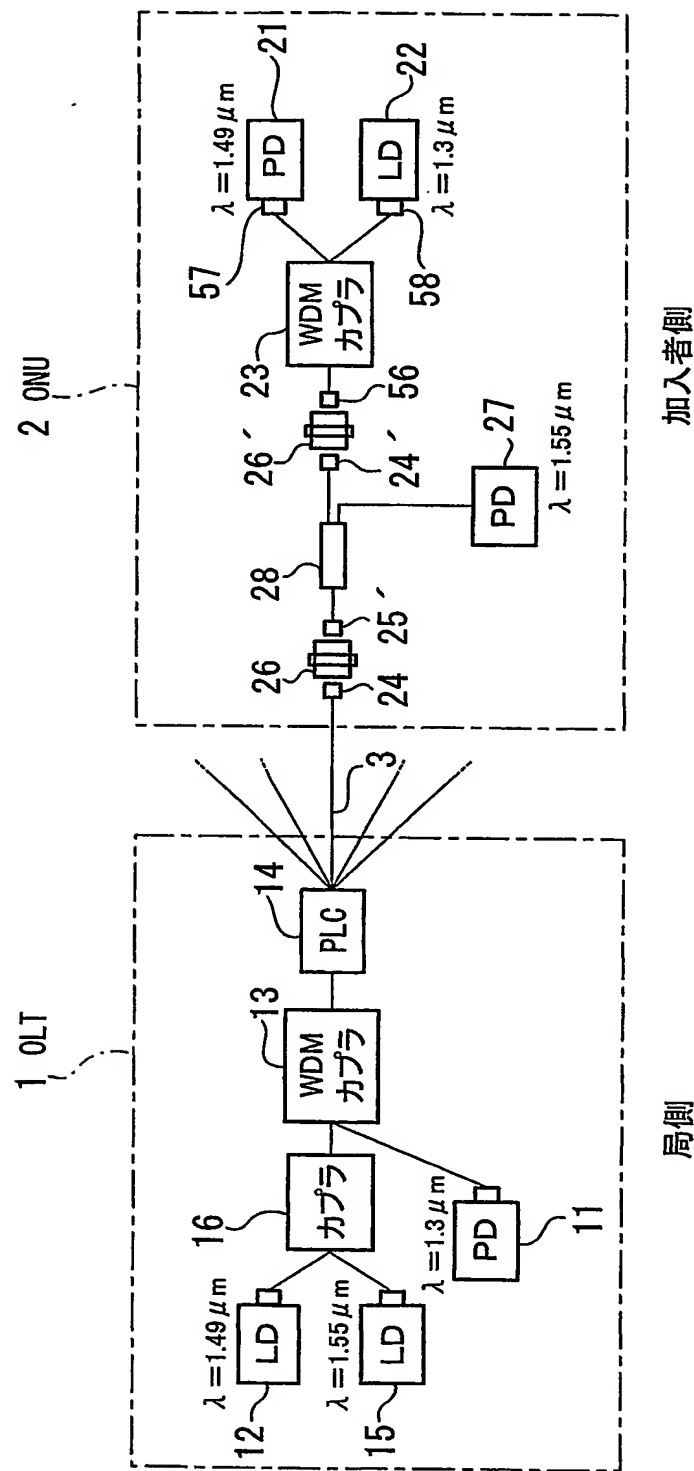 1 OLT
12
LD
λ=1.49μm
15
LD
λ=1.55μm
16
カプラ
11
PD
λ=1.3μm
13
WDM
カプラ
14
PLC
3
局側
2 ONU
24
26
25´
28
24´
26´
56
23
WDM
カプラ
57
PD
λ=1.49μm
21
58
LD
λ=1.3μm
22
PD
27
λ=1.55μm
加入者側